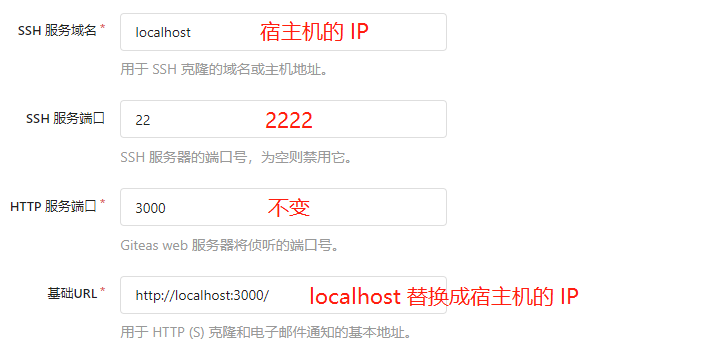 SSH 服务域名* localhost 宿主机的 IP
用于 SSH 克隆的域名或主机地址。
SSH 服务端口 22 2222
SSH 服务器的端口号，为空则禁用它。
HTTP 服务端口* 3000 不变
Giteas web 服务器将侦听的端口号。
基础URL* http://localhost:3000/ localhost 替换成宿主机的 IP
用于 HTTP (S) 克隆和电子邮件通知的基本地址。